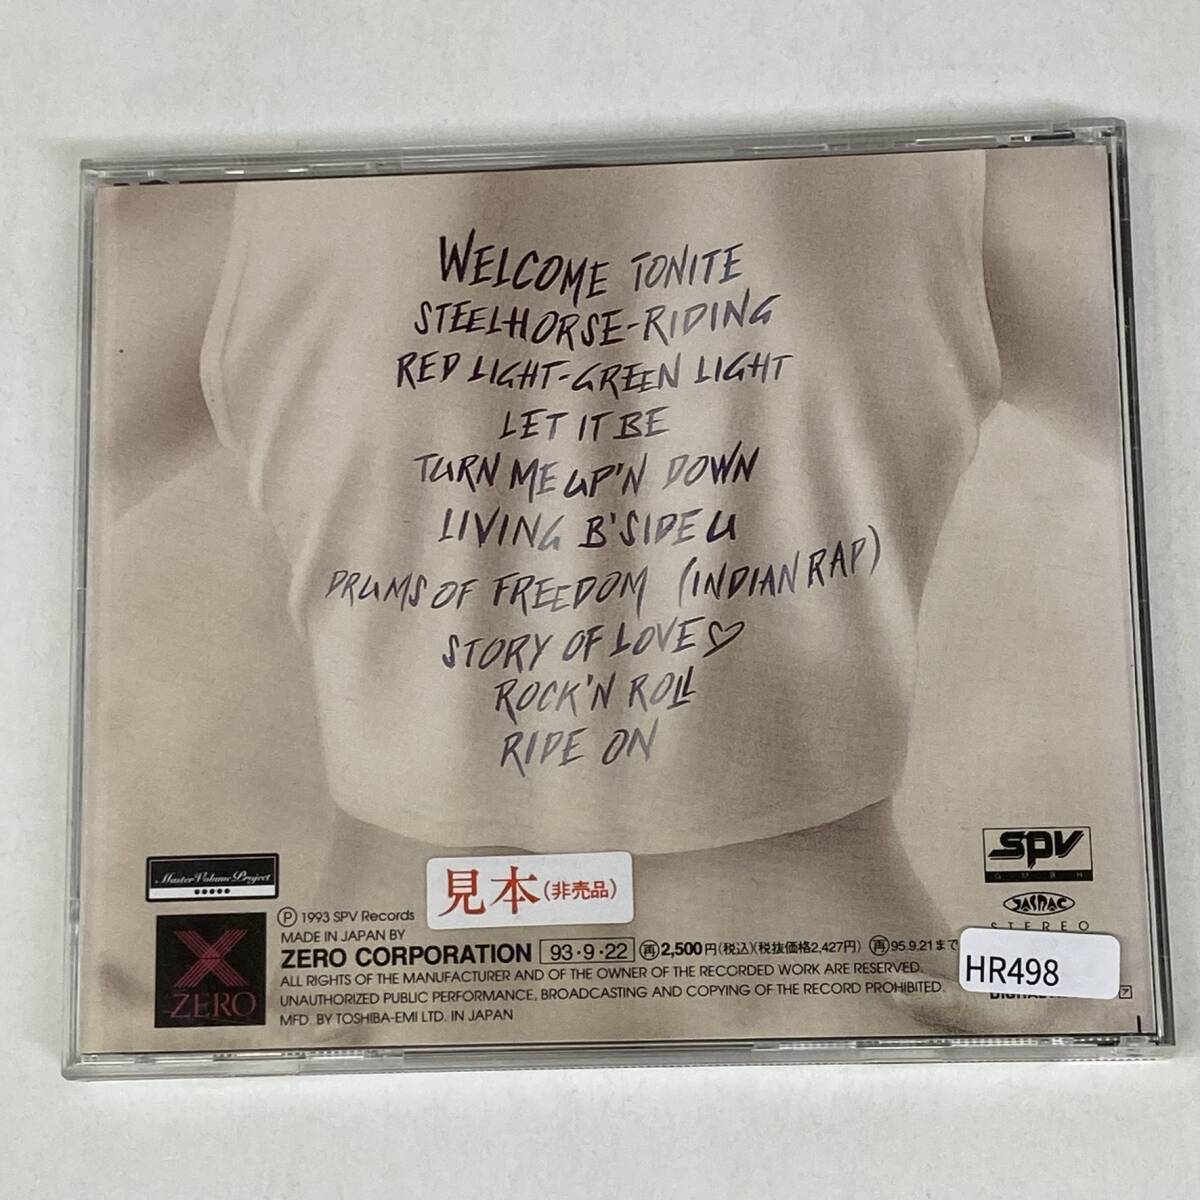 WELCOME TONITE
STEELHORSE-RIDING
RED LIGHT-GREEN LIGHT
LET IT BE
TURN ME UP'N DOWN
LIVING B'SIDE U
DRUMS OF FREEDOM (INDIAN RAP)
STORY OF LOVE♡
ROCK'N ROLL
RIDE ON
Master Volume Project
見本(非売品)
SPV
GMBH
JASRAC
STEREO
X
ZERO
Ⓟ 1993 SPV Records
MADE IN JAPAN BY
ZERO CORPORATION 93・9・22 再2,500円(税込)(税抜価格2,427円) 再95.9.21まで
ALL RIGHTS OF THE MANUFACTURER AND OF THE OWNER OF THE RECORDED WORK ARE RESERVED.
UNAUTHORIZED PUBLIC PERFORMANCE, BROADCASTING AND COPYING OF THE RECORD PROHIBITED.
MFD. BY TOSHIBA-EMI LTD. IN JAPAN
HR498
ア